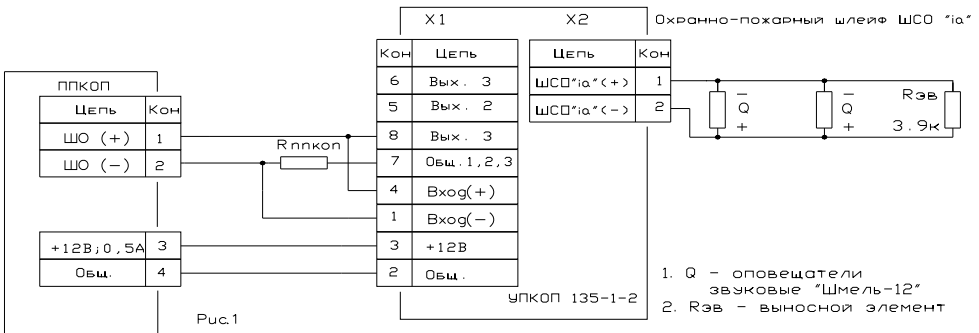 X1 X2 Охранно-пожарный шлейф ШСО "ia"
Кон Цепь
6 Вых. 3
5 Вых. 2
8 Вых. 3
7 Общ.1,2,3
4 Вход(+)
1 Вход(−)
3 +12В
2 Общ.
Цепь Кон
ШСО"ia"(+) 1
ШСО"ia"(−) 2
ППКОП
Цепь Кон
ШО (+) 1
ШО (−) 2
+12В;0,5А 3
Общ. 4
Rппкоп
− Q +
− Q +
Rэв
3.9к
УПКОП 135-1-2
1. Q − оповещатели
звуковые "Шмель-12"
2. Rэв − выносной элемент
Рис.1